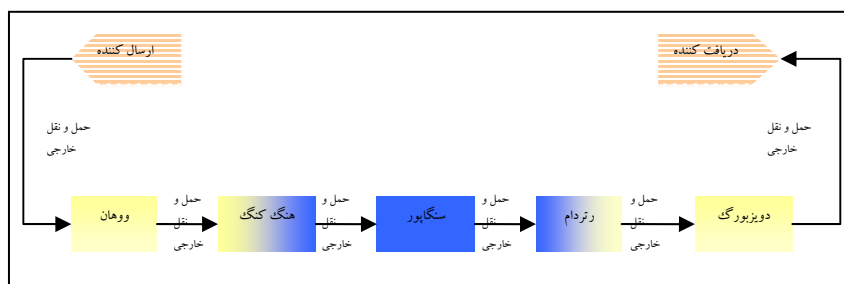 ارسال کننده
دریافت کننده
حمل و نقل
خارجی
حمل و نقل
خارجی
ووهان
حمل و
نقل
خارجی
هنگ کنگ
حمل و
نقل
خارجی
سنگاپور
حمل و
نقل
خارجی
رتردام
حمل و
نقل
خارجی
دویزبورگ